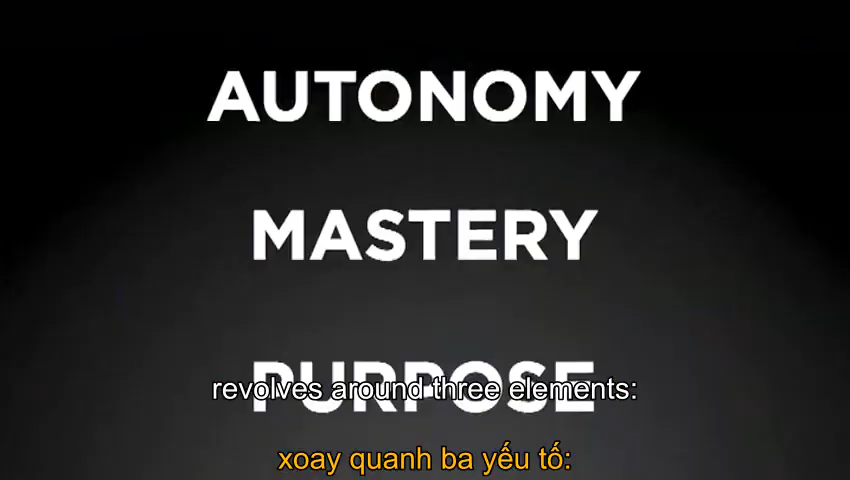 AUTONOMY
MASTERY
PURPOSE
revolves around three elements:
xoay quanh ba yếu tố: